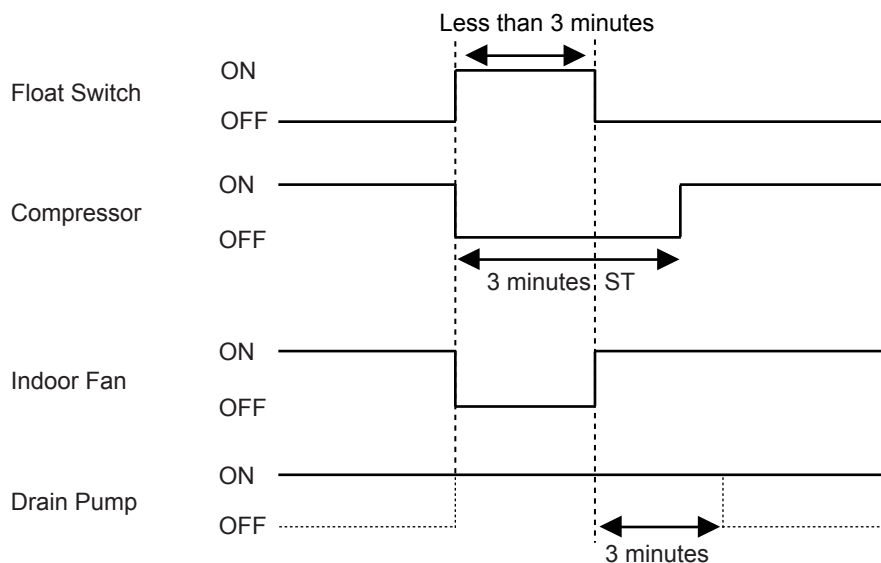 Less than 3 minutes
Float Switch
ON
OFF
Compressor
ON
OFF
3 minutes ST
Indoor Fan
ON
OFF
Drain Pump
ON
OFF
3 minutes